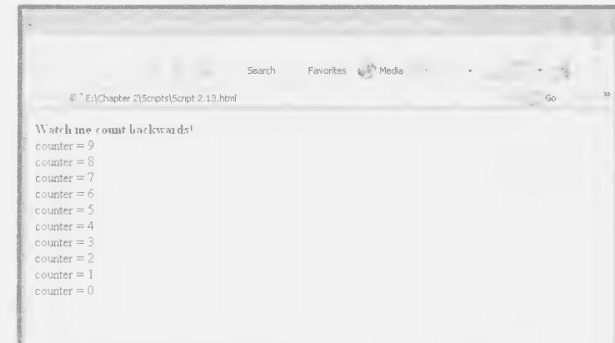 Search Favorites Media
E:\Chapter 2\Scripts\Script 2.13.html Go »
Watch me count backwards!
counter = 9
counter = 8
counter = 7
counter = 6
counter = 5
counter = 4
counter = 3
counter = 2
counter = 1
counter = 0